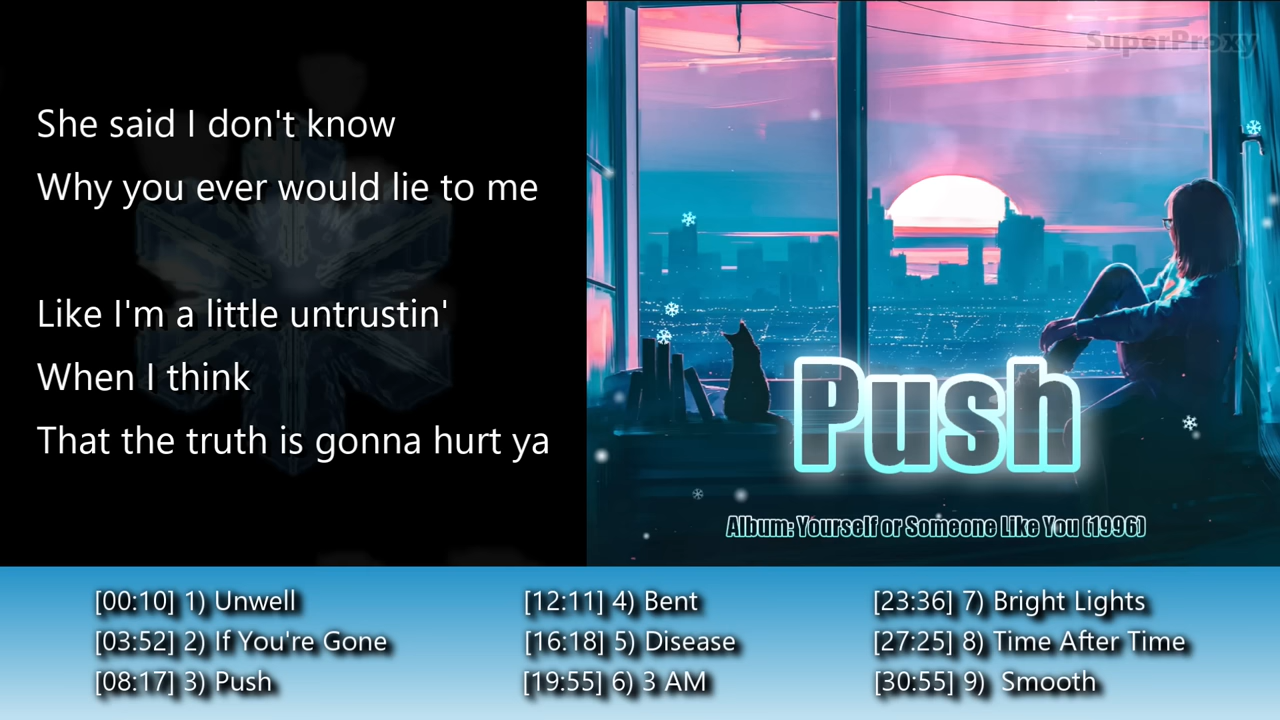 SuperProxy
She said I don't know
Why you ever would lie to me
Like I'm a little untrustin'
When I think
That the truth is gonna hurt ya
Push
Album: Yourself or Someone Like You (1996)
[00:10] 1) Unwell
[03:52] 2) If You're Gone
[08:17] 3) Push
[12:11] 4) Bent
[16:18] 5) Disease
[19:55] 6) 3 AM
[23:36] 7) Bright Lights
[27:25] 8) Time After Time
[30:55] 9) Smooth